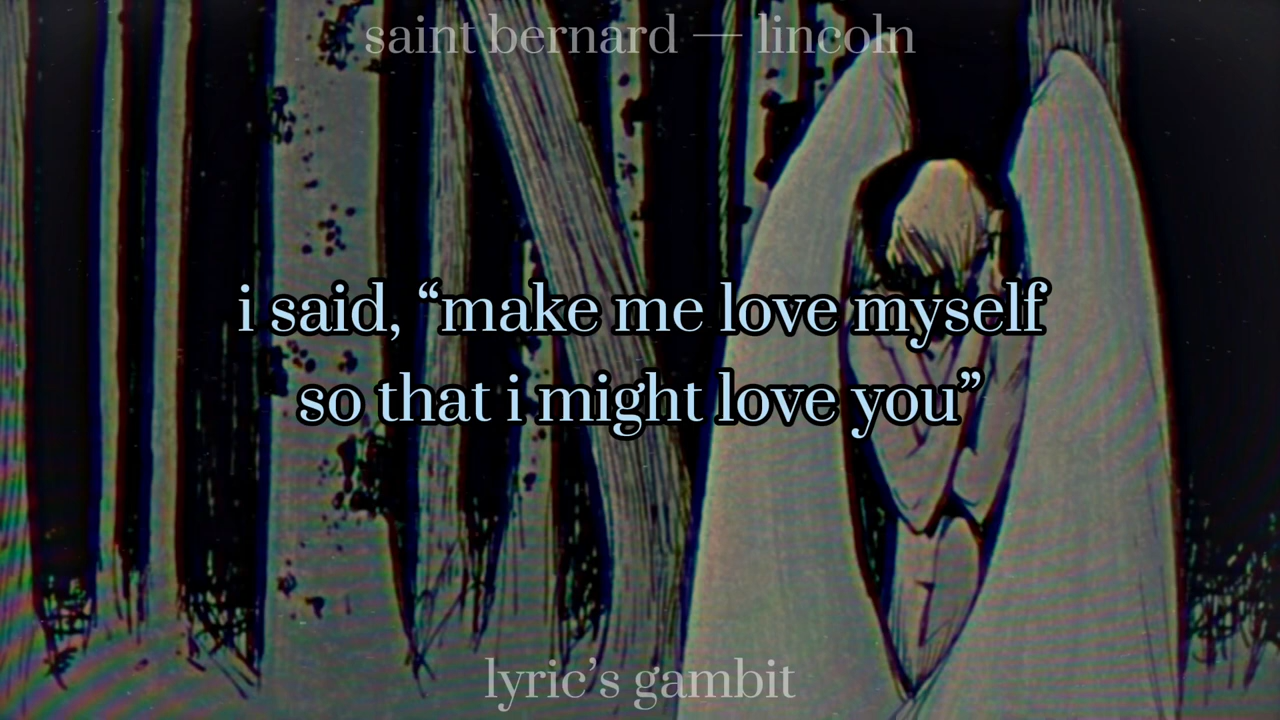 saint bernard — lincoln
i said, “make me love myself
so that i might love you”
lyric’s gambit